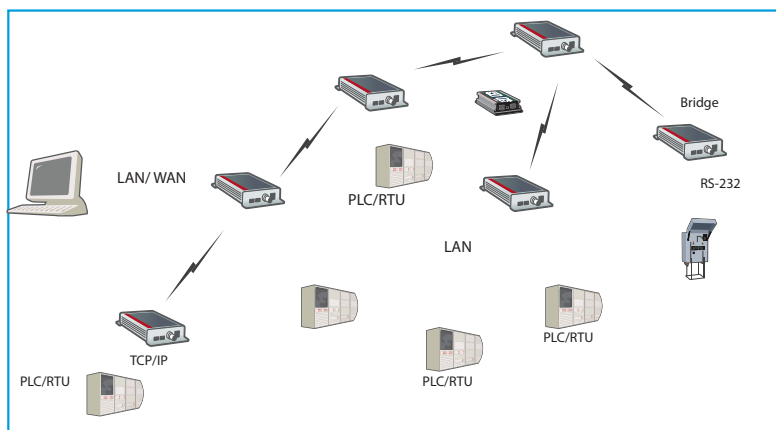 Bridge
LAN/ WAN
RS-232
PLC/RTU
LAN
PLC/RTU
TCP/IP
PLC/RTU
PLC/RTU